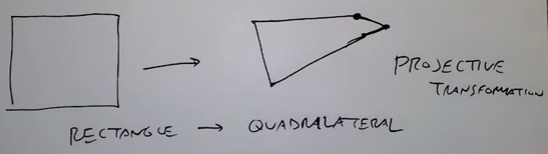 PROJECTIVE
TRANSFORMATION
RECTANGLE → QUADRALATERAL